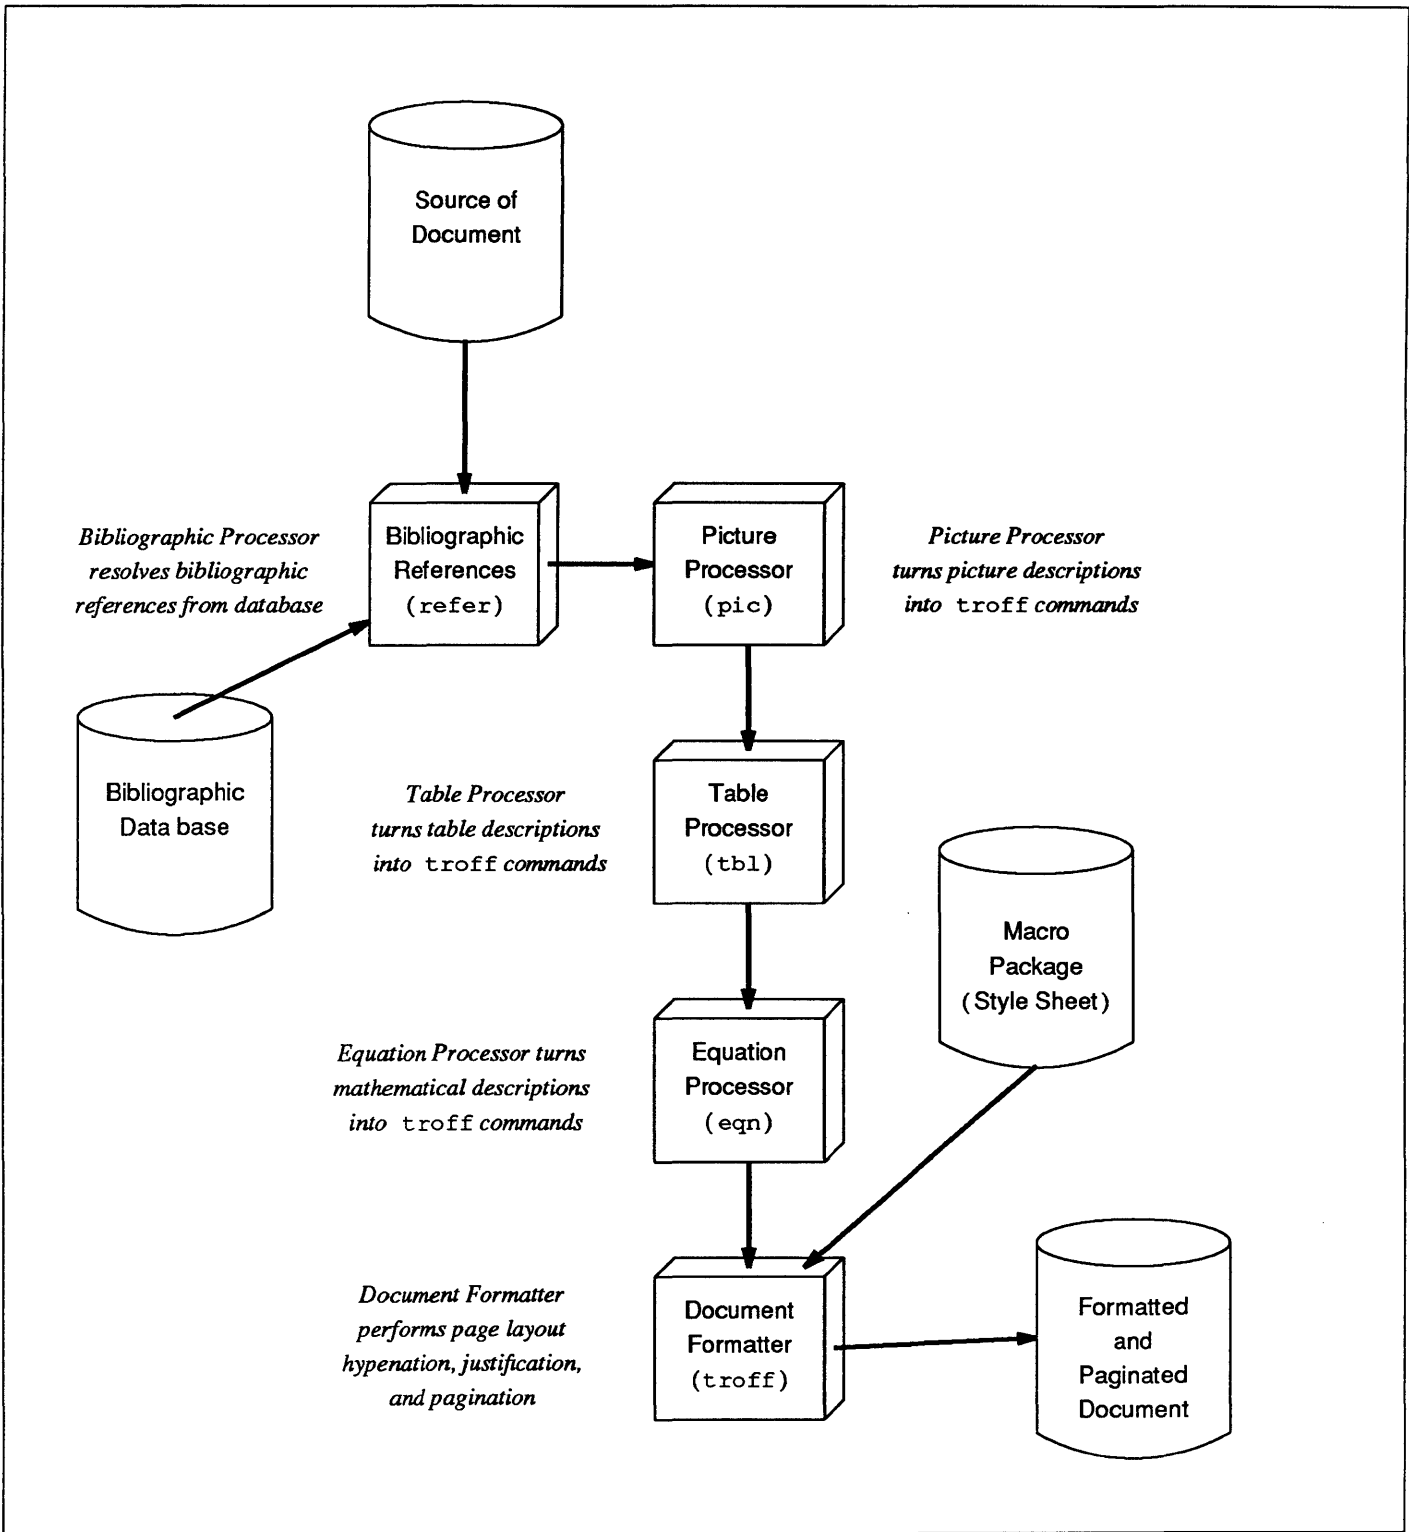 Source of
Document
Bibliographic Processor
resolves bibliographic
references from database
Bibliographic
References
(refer)
Picture
Processor
(pic)
Picture Processor
turns picture descriptions
into troff commands
Bibliographic
Data base
Table Processor
turns table descriptions
into troff commands
Table
Processor
(tbl)
Macro
Package
(Style Sheet)
Equation Processor turns
mathematical descriptions
into troff commands
Equation
Processor
(eqn)
Document Formatter
performs page layout
hypenation, justification,
and pagination
Document
Formatter
(troff)
Formatted
and
Paginated
Document